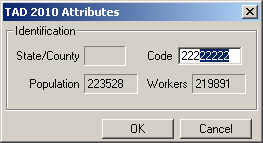 TAD 2010 Attributes
Identification
State/County Code 22222222
Population 223528 Workers 219891
OK Cancel